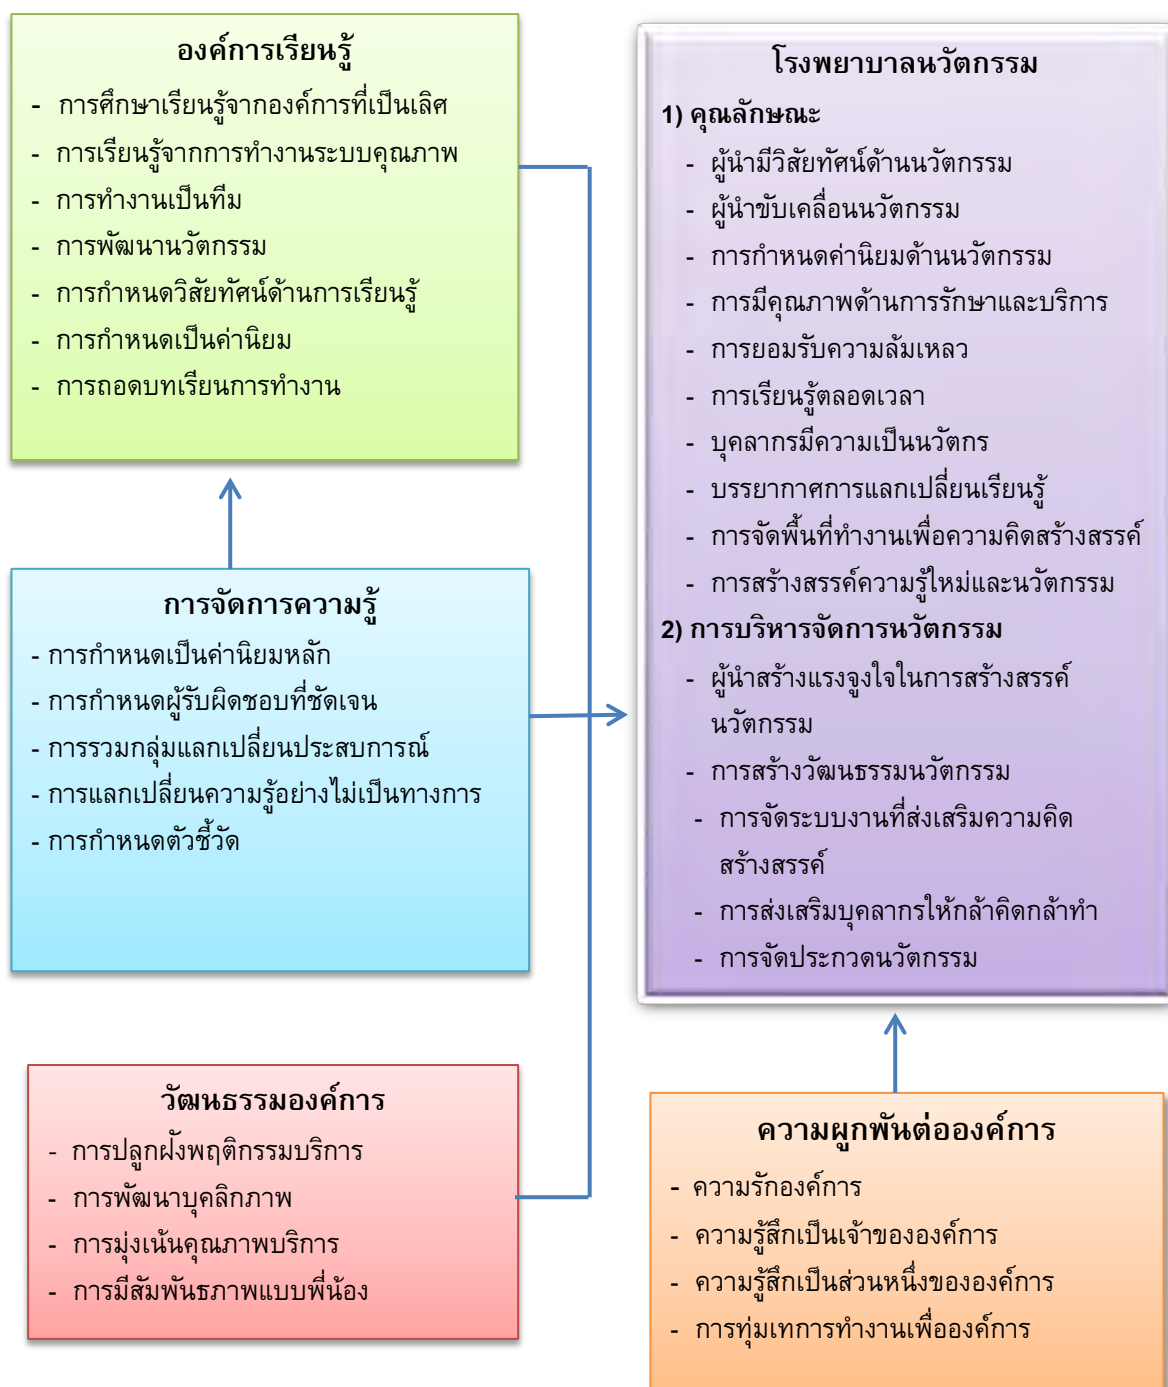 องค์การเรียนรู้
- การศึกษาเรียนรู้จากองค์การที่เป็นเลิศ
- การเรียนรู้จากการทำงานระบบคุณภาพ
- การทำงานเป็นทีม
- การพัฒนานวัตกรรม
- การกำหนดวิสัยทัศน์ด้านการเรียนรู้
- การกำหนดเป็นค่านิยม
- การถอดบทเรียนการทำงาน
การจัดการความรู้
- การกำหนดเป็นค่านิยมหลัก
- การกำหนดผู้รับผิดชอบที่ชัดเจน
- การรวมกลุ่มแลกเปลี่ยนประสบการณ์
- การแลกเปลี่ยนความรู้อย่างไม่เป็นทางการ
- การกำหนดตัวชี้วัด
วัฒนธรรมองค์การ
- การปลูกฝังพฤติกรรมบริการ
- การพัฒนาบุคลิกภาพ
- การมุ่งเน้นคุณภาพบริการ
- การมีสัมพันธภาพแบบพี่น้อง
โรงพยาบาลนวัตกรรม
1) คุณลักษณะ
- ผู้นำมีวิสัยทัศน์ด้านนวัตกรรม
- ผู้นำขับเคลื่อนนวัตกรรม
- การกำหนดค่านิยมด้านนวัตกรรม
- การมีคุณภาพด้านการรักษาและบริการ
- การยอมรับความล้มเหลว
- การเรียนรู้ตลอดเวลา
- บุคลากรมีความเป็นนวัตกร
- บรรยากาศการแลกเปลี่ยนเรียนรู้
- การจัดพื้นที่ทำงานเพื่อความคิดสร้างสรรค์
- การสร้างสรรค์ความรู้ใหม่และนวัตกรรม
2) การบริหารจัดการนวัตกรรม
- ผู้นำสร้างแรงจูงใจในการสร้างสรรค์
นวัตกรรม
- การสร้างวัฒนธรรมนวัตกรรม
- การจัดระบบงานที่ส่งเสริมความคิด
สร้างสรรค์
- การส่งเสริมบุคลากรให้กล้าคิดกล้าทำ
- การจัดประกวดนวัตกรรม
ความผูกพันต่อองค์การ
- ความรักองค์การ
- ความรู้สึกเป็นเจ้าขององค์การ
- ความรู้สึกเป็นส่วนหนึ่งขององค์การ
- การทุ่มเทการทำงานเพื่อองค์การ